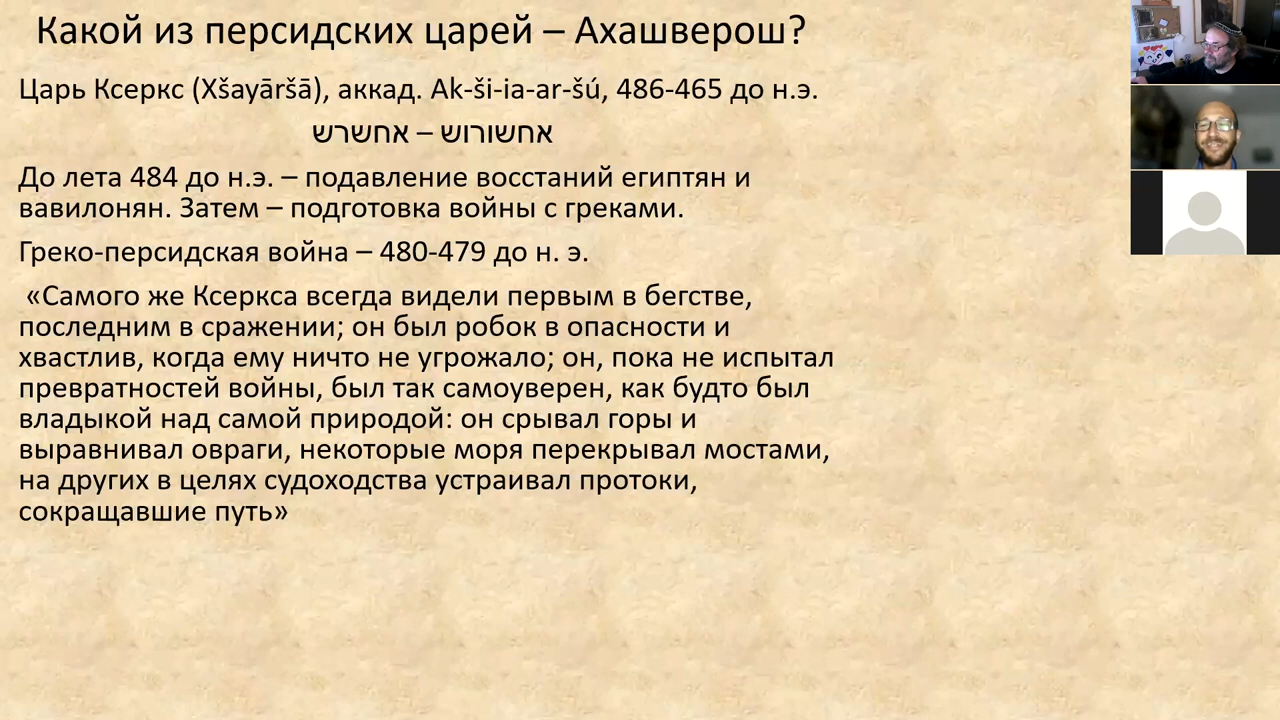 Какой из персидских царей – Ахашверош?
Царь Ксеркс (Xšayāršā), аккад. Ak-ši-ia-ar-šú, 486-465 до н.э.
אחשורוש – אחשרש
До лета 484 до н.э. – подавление восстаний египтян и
вавилонян. Затем – подготовка войны с греками.
Греко-персидская война – 480-479 до н. э.
«Самого же Ксеркса всегда видели первым в бегстве,
последним в сражении; он был робок в опасности и
хвастлив, когда ему ничто не угрожало; он, пока не испытал
превратностей войны, был так самоуверен, как будто был
владыкой над самой природой: он срывал горы и
выравнивал овраги, некоторые моря перекрывал мостами,
на других в целях судоходства устраивал протоки,
сокращавшие путь»